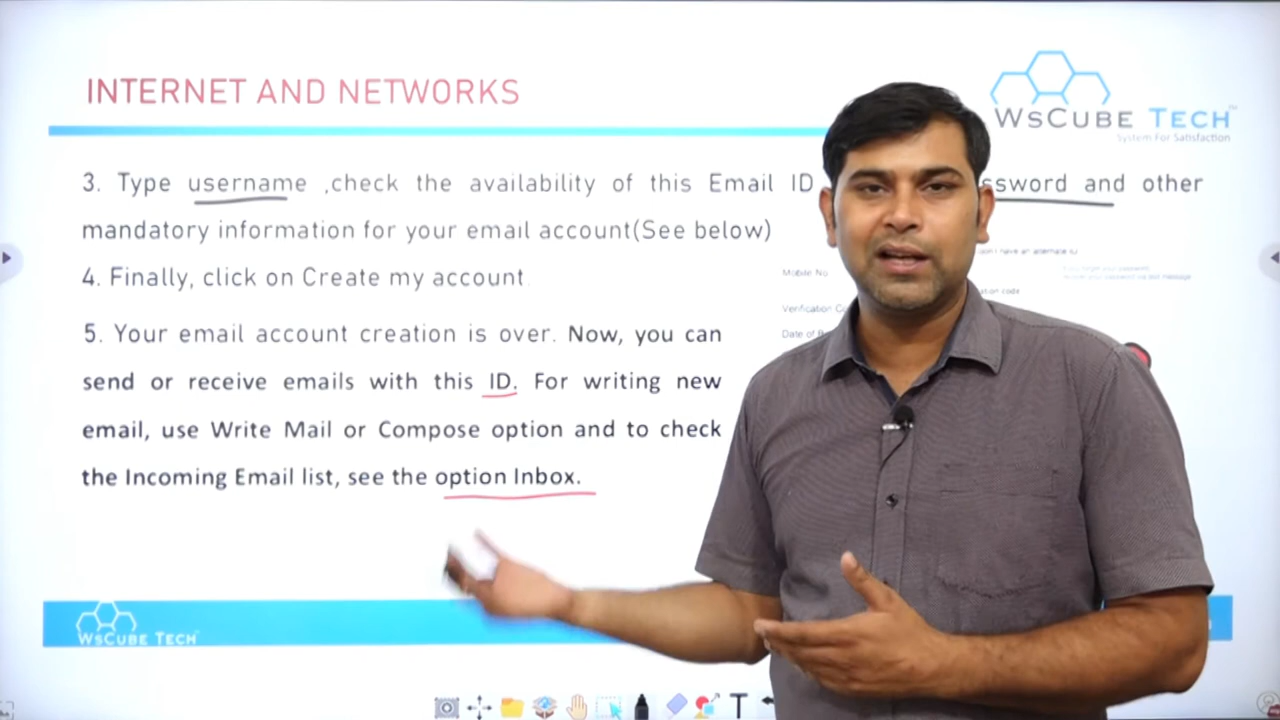 INTERNET AND NETWORKS
WSCUBE TECH
System For Satisfaction
3. Type username ,check the availability of this Email ID ssword and other
mandatory information for your email account(See below)
4. Finally, click on Create my account
Mobile No
Verification
Date of
5. Your email account creation is over. Now, you can
send or receive emails with this ID. For writing new
email, use Write Mail or Compose option and to check
the Incoming Email list, see the option Inbox.
WSCUBE TECH
T